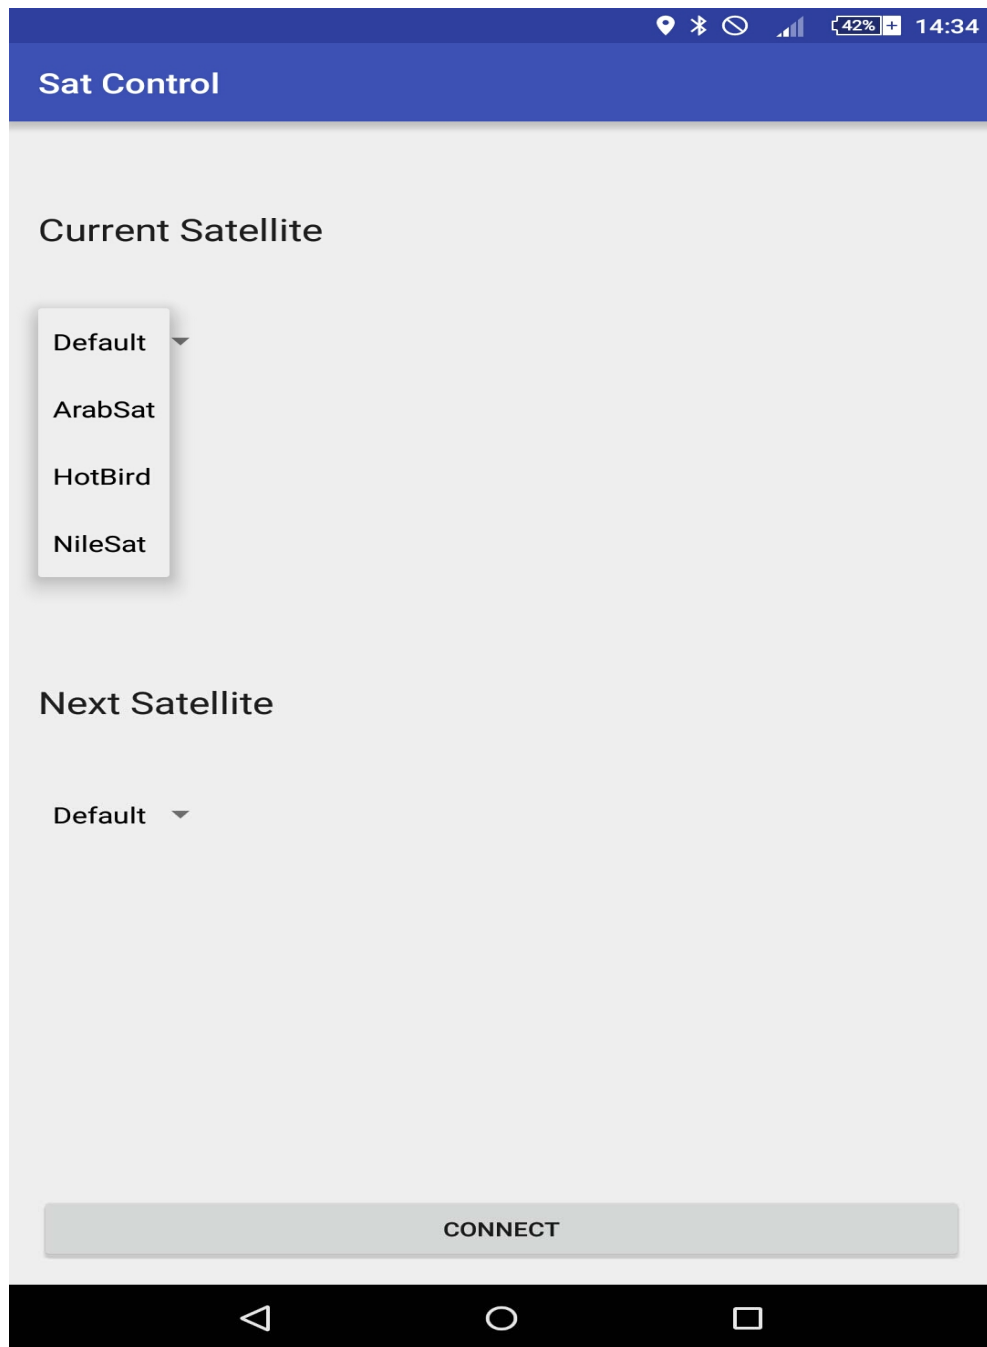 42% 14:34
Sat Control
Current Satellite
Default
ArabSat
HotBird
NileSat
Next Satellite
Default
CONNECT